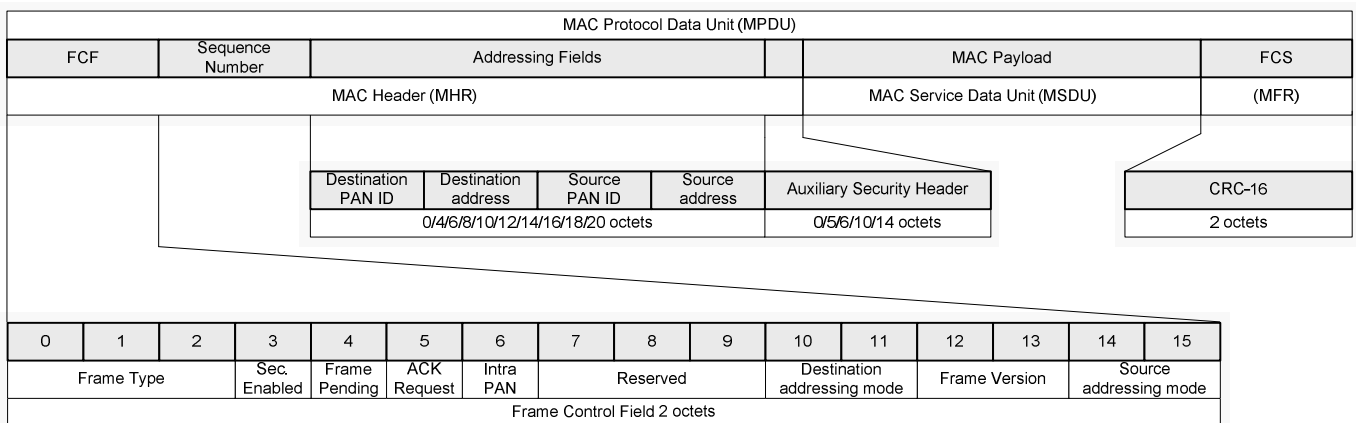 MAC Protocol Data Unit (MPDU)
FCF
Sequence
Number
Addressing Fields
MAC Payload
FCS
MAC Header (MHR)
MAC Service Data Unit (MSDU)
(MFR)
Destination
PAN ID
Destination
address
Source
PAN ID
Source
address
Auxiliary Security Header
CRC-16
0/4/6/8/10/12/14/16/18/20 octets
0/5/6/10/14 octets
2 octets
0 1 2 3 4 5 6 7 8 9 10 11 12 13 14 15
Frame Type
Sec.
Enabled
Frame
Pending
ACK
Request
Intra
PAN
Reserved
Destination
addressing mode
Frame Version
Source
addressing mode
Frame Control Field 2 octets